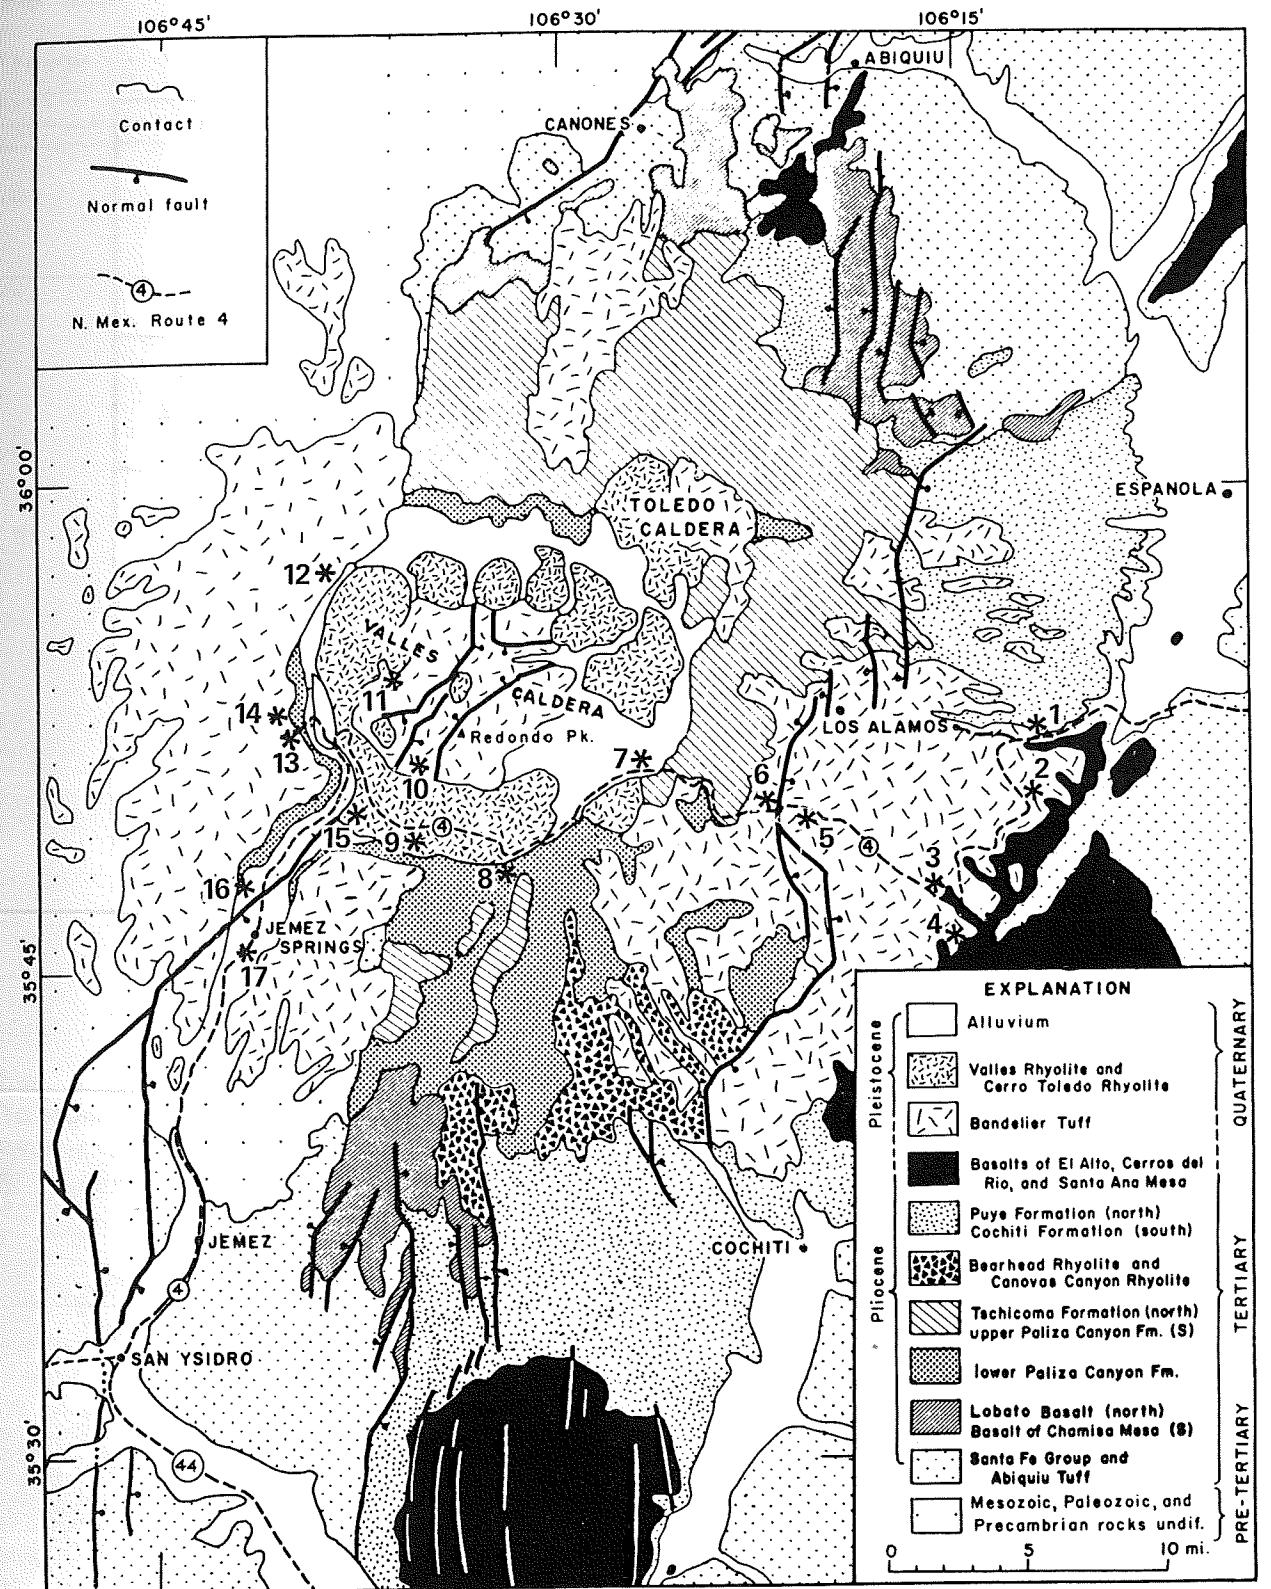 106°45'
106°30'
106°15'
Contact
Normal fault
4
N. Mex. Route 4
ABIQUIU
CANONES
36°00'
ESPANOLA
TOLEDO
CALDERA
12
VALLES
11
CALDERA
Redondo Pk.
14
13
10
7
LOS ALAMOS
1
2
6
5
4
3
4
15
9
4
8
16
JEMEZ
SPRINGS
17
35°45'
JEMEZ
4
SAN YSIDRO
COCHITI
44
35°30'
EXPLANATION
Alluvium
Valles Rhyolite and
Cerro Toledo Rhyolite
Bandelier Tuff
Basalts of El Alto, Cerros del
Rio, and Santa Ana Mesa
Puye Formation (north)
Cochiti Formation (south)
Bearhead Rhyolite and
Canovas Canyon Rhyolite
Tschicoma Formation (north)
upper Paliza Canyon Fm. (S)
lower Paliza Canyon Fm.
Lobato Basalt (north)
Basalt of Chamisa Mesa (S)
Santa Fe Group and
Abiquiu Tuff
Mesozoic, Paleozoic, and
Precambrian rocks undif.
Pleistocene
Pliocene
QUATERNARY
TERTIARY
PRE-TERTIARY
0 5 10 mi.